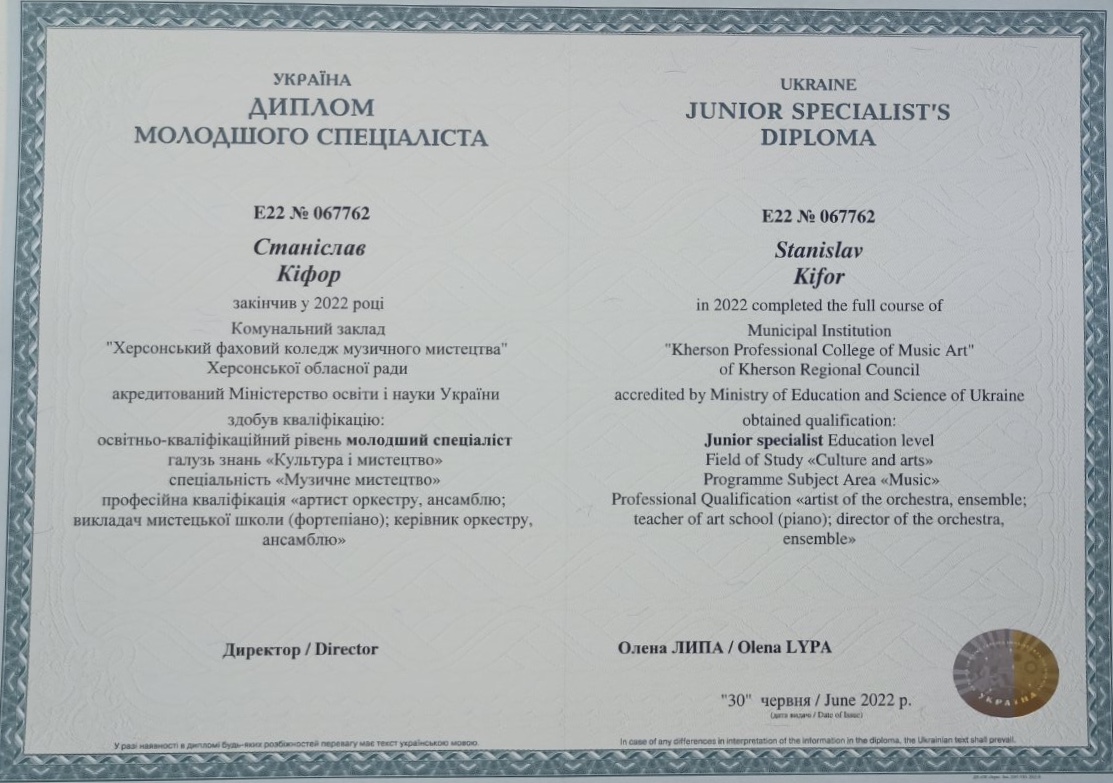 УКРАЇНА
ДИПЛОМ
МОЛОДШОГО СПЕЦІАЛІСТА
Е22 № 067762
Станіслав
Кіфор
закінчив у 2022 році
Комунальний заклад
"Херсонський фаховий коледж музичного мистецтва"
Херсонської обласної ради
акредитований Міністерство освіти і науки України
здобув кваліфікацію:
освітньо-кваліфікаційний рівень молодший спеціаліст
галузь знань «Культура і мистецтво»
спеціальність «Музичне мистецтво»
професійна кваліфікація «артист оркестру, ансамблю;
викладач мистецької школи (фортепіано); керівник оркестру,
ансамблю»
Директор / Director
У разі наявності в дипломі будь-яких розбіжностей перевагу має текст українською мовою.
UKRAINE
JUNIOR SPECIALIST'S
DIPLOMA
E22 № 067762
Stanislav
Kifor
in 2022 completed the full course of
Municipal Institution
"Kherson Professional College of Music Art"
of Kherson Regional Council
accredited by Ministry of Education and Science of Ukraine
obtained qualification:
Junior specialist Education level
Field of Study «Culture and arts»
Programme Subject Area «Music»
Professional Qualification «artist of the orchestra, ensemble;
teacher of art school (piano); director of the orchestra,
ensemble»
Олена ЛИПА / Olena LYPA
"30" червня / June 2022 р.
(дата видачі / Date of Issue)
УКРАЇНА
In case of any differences in interpretation of the information in the diploma, the Ukrainian text shall prevail.